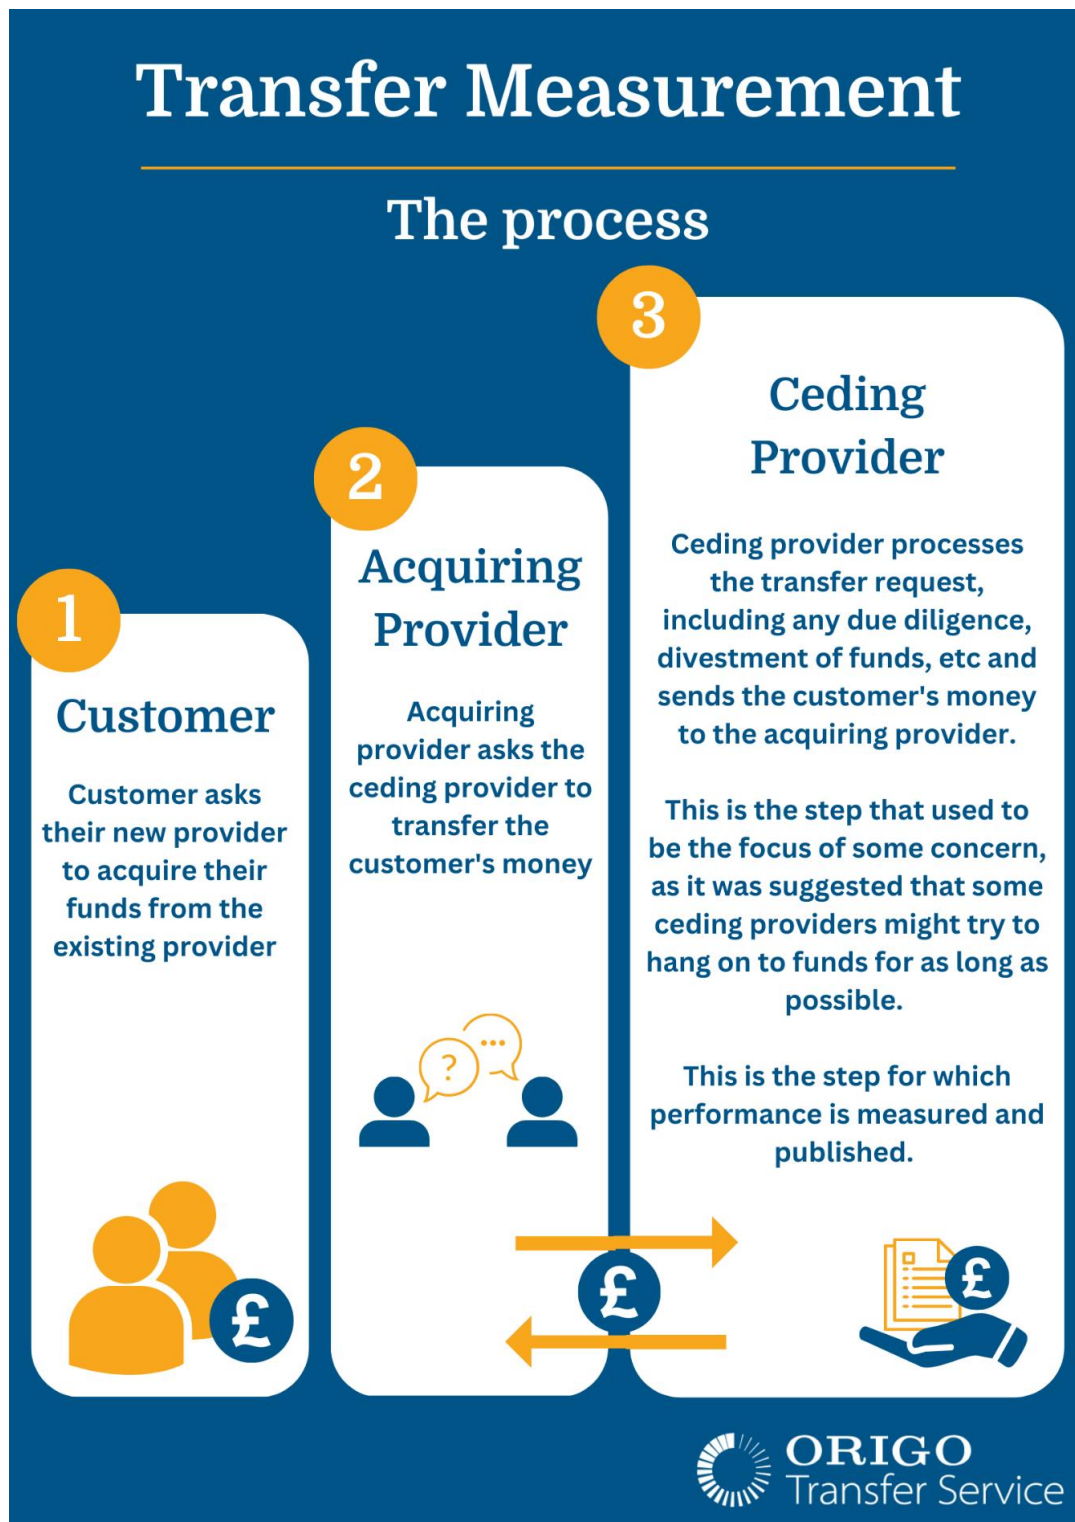 Transfer Measurement
The process
1
Customer
Customer asks
their new provider
to acquire their
funds from the
existing provider
£
2
Acquiring
Provider
Acquiring
provider asks the
ceding provider to
transfer the
customer's money
?
...
£
3
Ceding
Provider
Ceding provider processes
the transfer request,
including any due diligence,
divestment of funds, etc and
sends the customer's money
to the acquiring provider.
This is the step that used to
be the focus of some concern,
as it was suggested that some
ceding providers might try to
hang on to funds for as long as
possible.
This is the step for which
performance is measured and
published.
£
ORIGO
Transfer Service